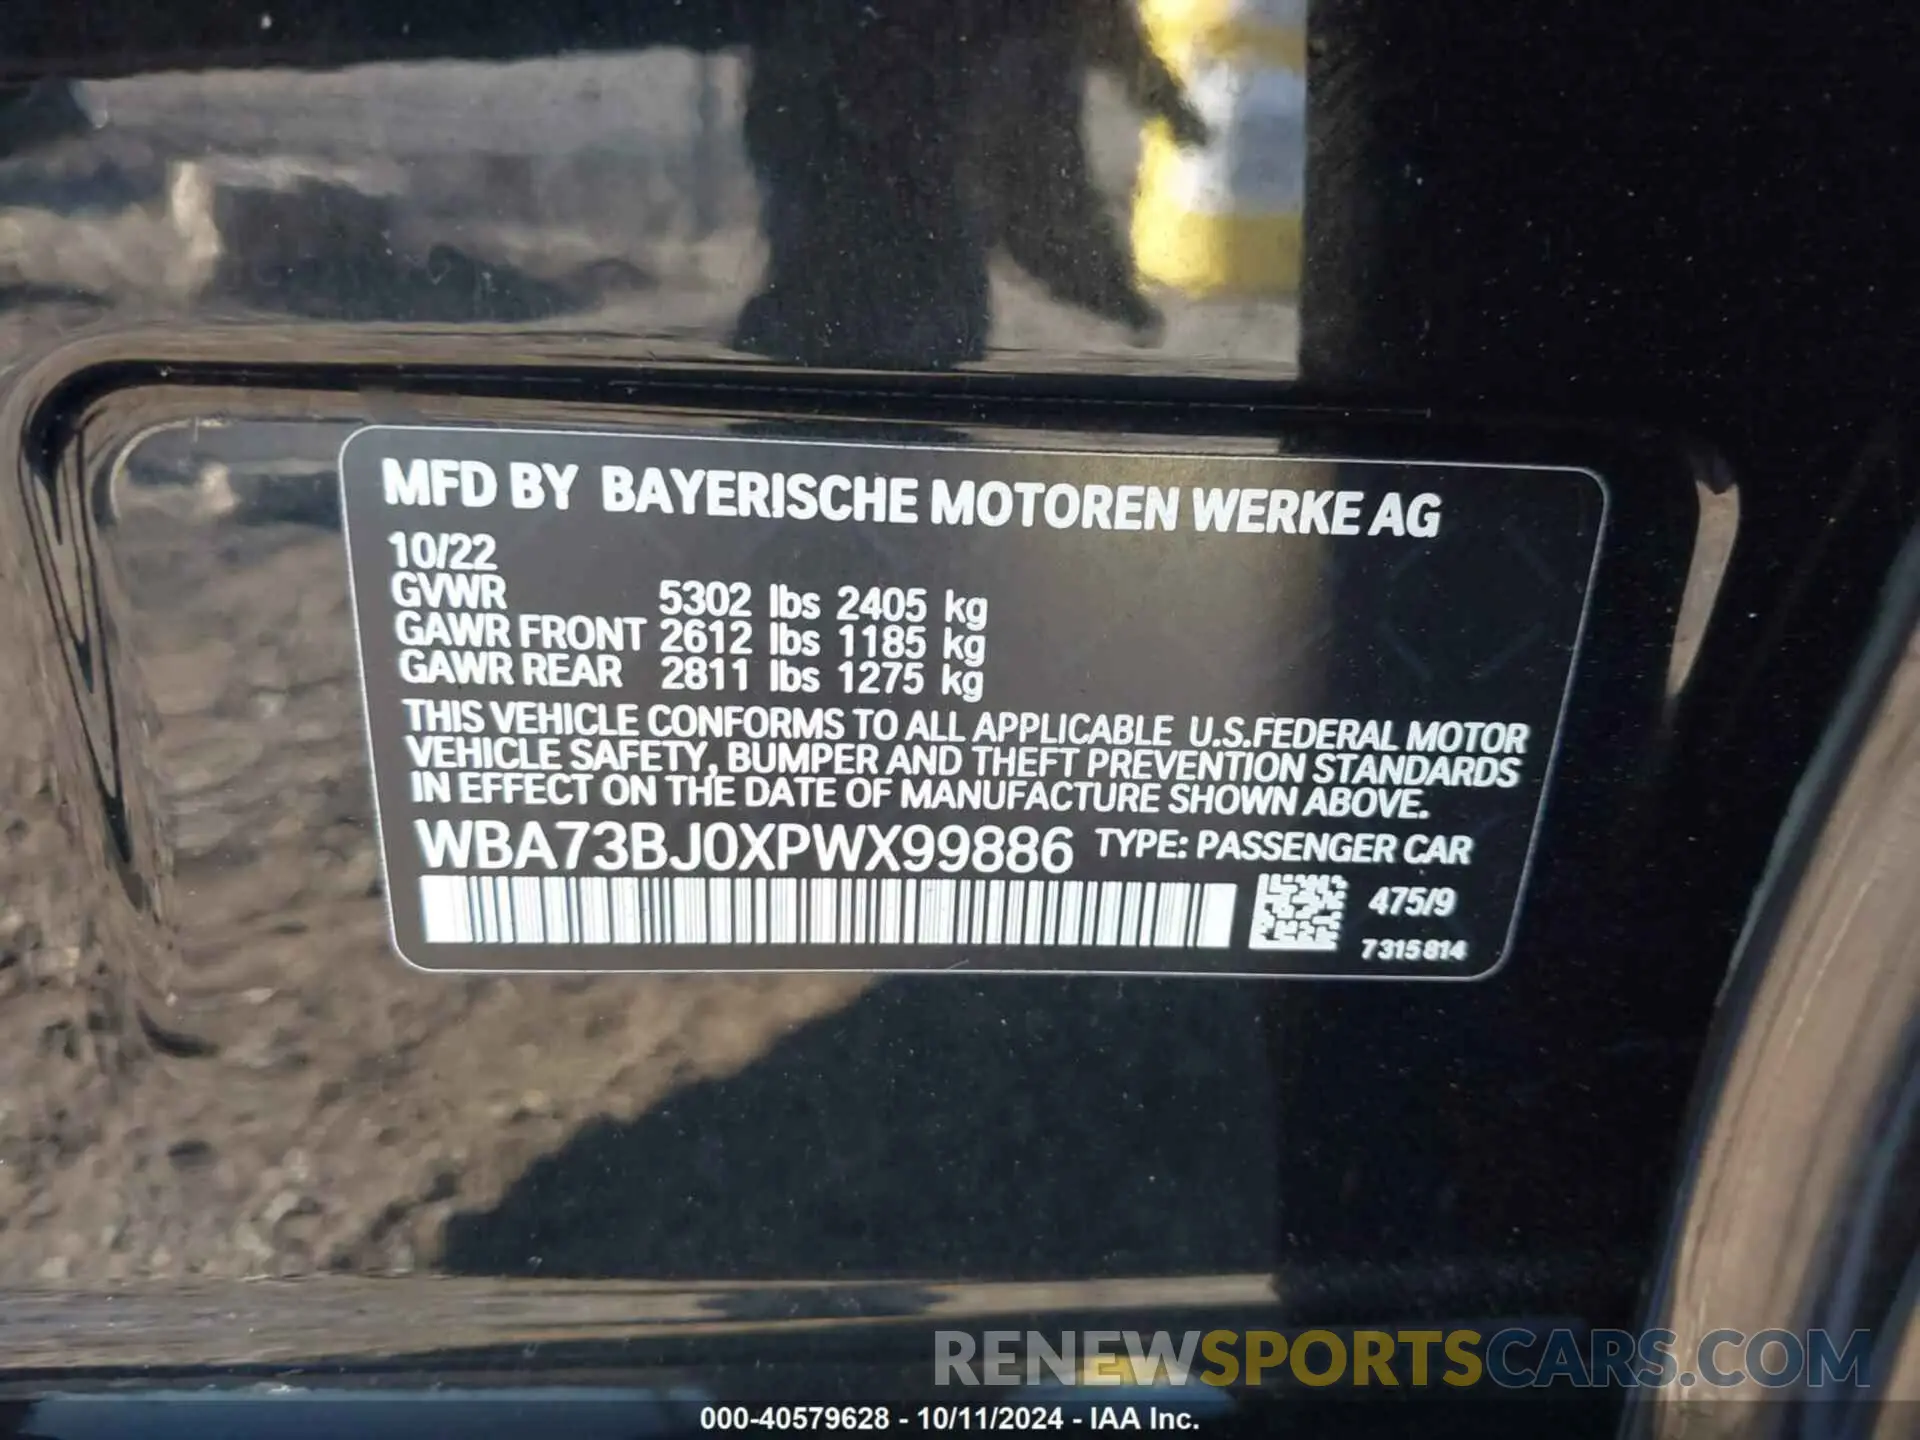 MFD BY BAYERISCHE MOTOREN WERKE AG
10/22
GVWR 5302 lbs 2405 kg
GAWR FRONT 2612 lbs 1185 kg
GAWR REAR 2811 lbs 1275 kg
THIS VEHICLE CONFORMS TO ALL APPLICABLE U.S.FEDERAL MOTOR
VEHICLE SAFETY, BUMPER AND THEFT PREVENTION STANDARDS
IN EFFECT ON THE DATE OF MANUFACTURE SHOWN ABOVE.
WBA73BJ0XPWX99886 TYPE: PASSENGER CAR
475/9
7315814
RENEWSPORTSCARS.COM
000-40579628 - 10/11/2024 - IAA Inc.